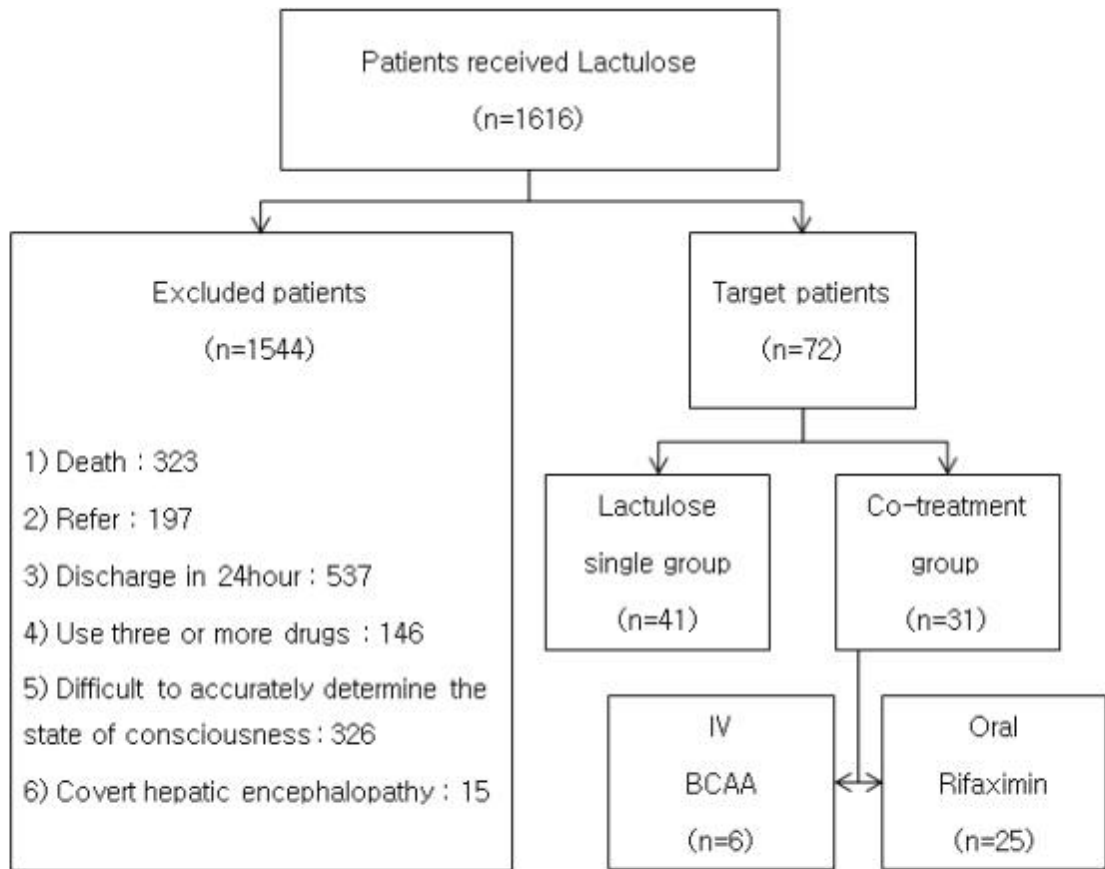 Patients received Lactulose
(n=1616)
Excluded patients
(n=1544)
1) Death : 323
2) Refer : 197
3) Discharge in 24hour : 537
4) Use three or more drugs : 146
5) Difficult to accurately determine the
state of consciousness : 326
6) Covert hepatic encephalopathy : 15
Target patients
(n=72)
Lactulose
single group
(n=41)
Co-treatment
group
(n=31)
IV
BCAA
(n=6)
Oral
Rifaximin
(n=25)